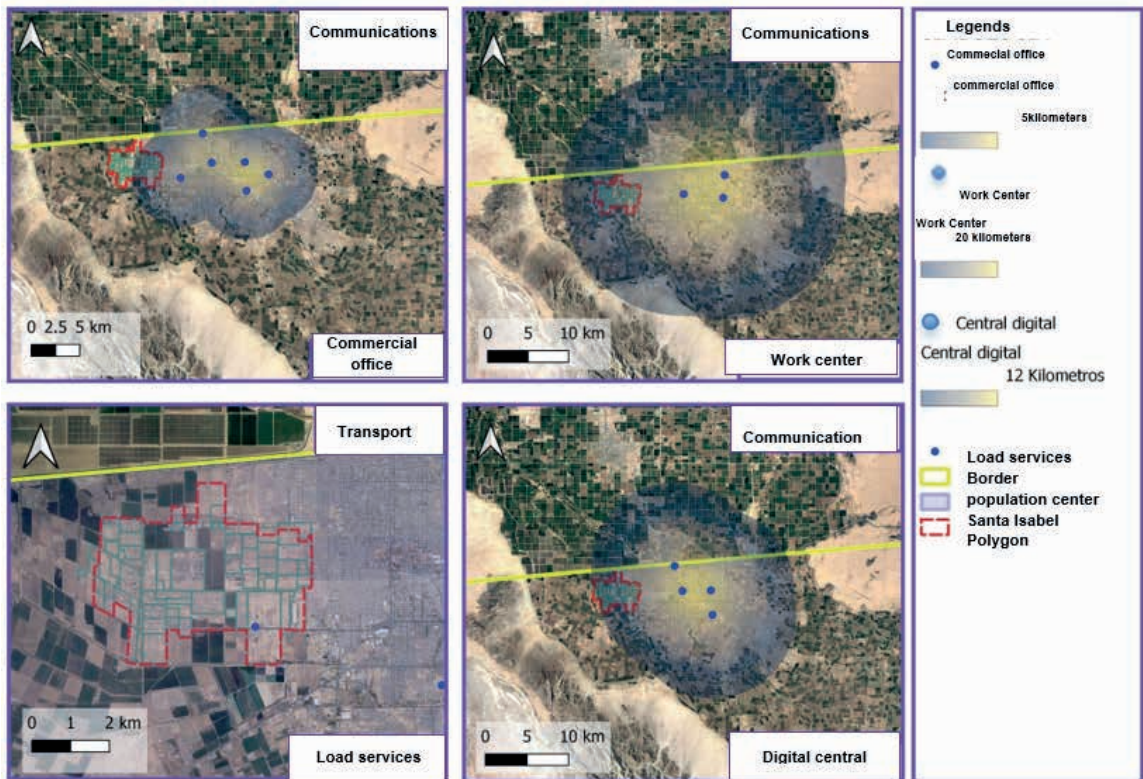 Communications
0 2.5 5 km
Commercial
office
Communications
0 5 10 km
Work center
Transport
0 1 2 km
Load services
Communication
0 5 10 km
Digital central
Legends
Commecial office
commercial office
5kilometers
Work Center
Work Center
20 kilometers
Central digital
Central digital
12 Kilometros
Load services
Border
population center
Santa Isabel
Polygon